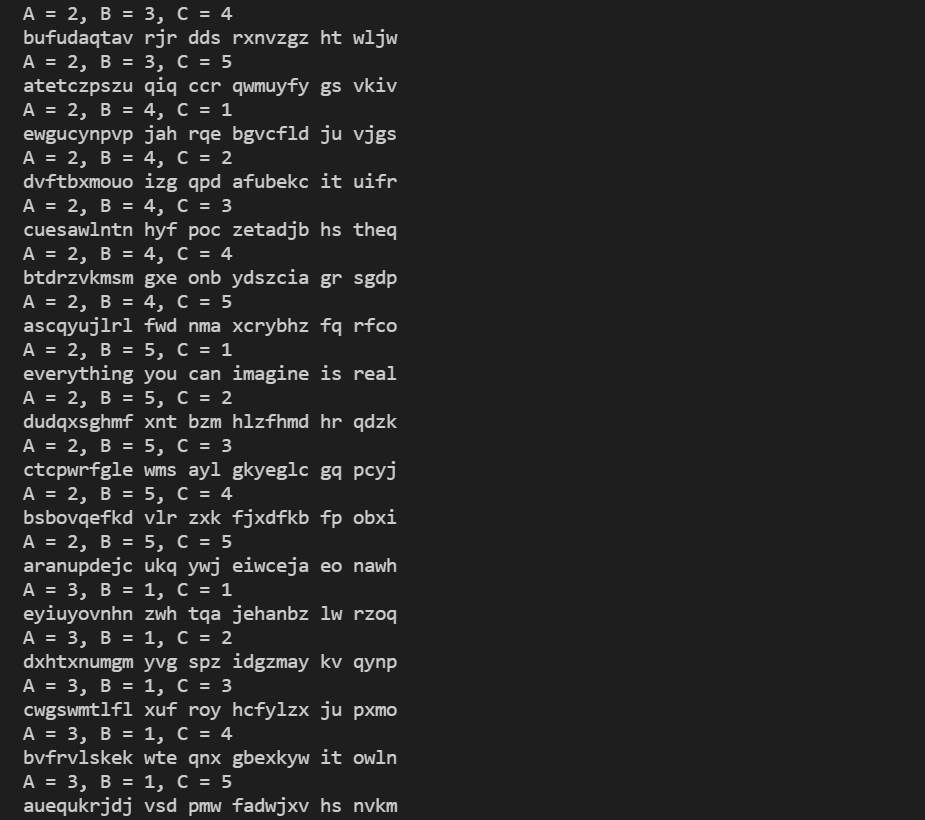 A = 2, B = 3, C = 4
bufudaqtav rjr dds rxnvzgz ht wljw
A = 2, B = 3, C = 5
atetczpszu qiq ccr qwmuyfy gs vkiv
A = 2, B = 4, C = 1
ewgucynpvp jah rqe bgvcfld ju vjgs
A = 2, B = 4, C = 2
dvftbxmouo izg qpd afubekc it uifr
A = 2, B = 4, C = 3
cuesawlntn hyf poc zetadjb hs theq
A = 2, B = 4, C = 4
btdrzvkmsm gxe onb ydszcia gr sgdp
A = 2, B = 4, C = 5
ascqyujlrl fwd nma xcrybhz fq rfco
A = 2, B = 5, C = 1
everything you can imagine is real
A = 2, B = 5, C = 2
dudqxsghmf xnt bzm hlzfhmd hr qdzk
A = 2, B = 5, C = 3
ctcpwrfgle wms ayl gkyeglc gq pcyj
A = 2, B = 5, C = 4
bsbovqefkd vlr zxk fjxdfkb fp obxi
A = 2, B = 5, C = 5
aranupdejc ukq ywj eiwceja eo nawh
A = 3, B = 1, C = 1
eyiuyovnhn zwh tqa jehanbz lw rzoq
A = 3, B = 1, C = 2
dxhtxnumgm yvg spz idgzmay kv qynp
A = 3, B = 1, C = 3
cwgswmtlfl xuf roy hcfylzx ju pxmo
A = 3, B = 1, C = 4
bvfrvlskek wte qnx gbexkyw it owln
A = 3, B = 1, C = 5
auequkrjdj vsd pmw fadwjxv hs nvkm